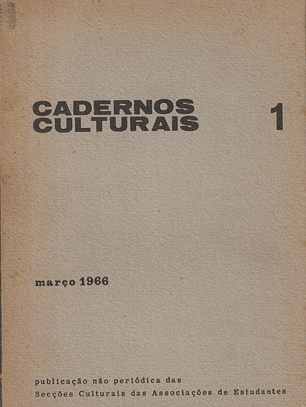 CADERNOS
CULTURAIS 1
março 1966
publicação não periódica das
Secções Culturais das Associações de Estudantes